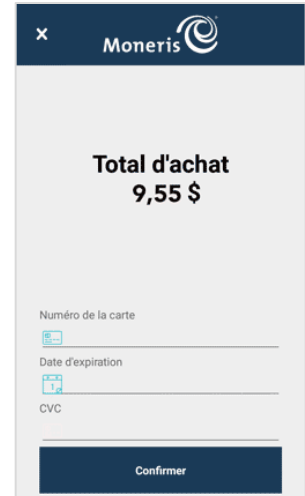 ×
Moneris
Total d'achat
9,55 $
Numéro de la carte
Date d'expiration
CVC
Confirmer